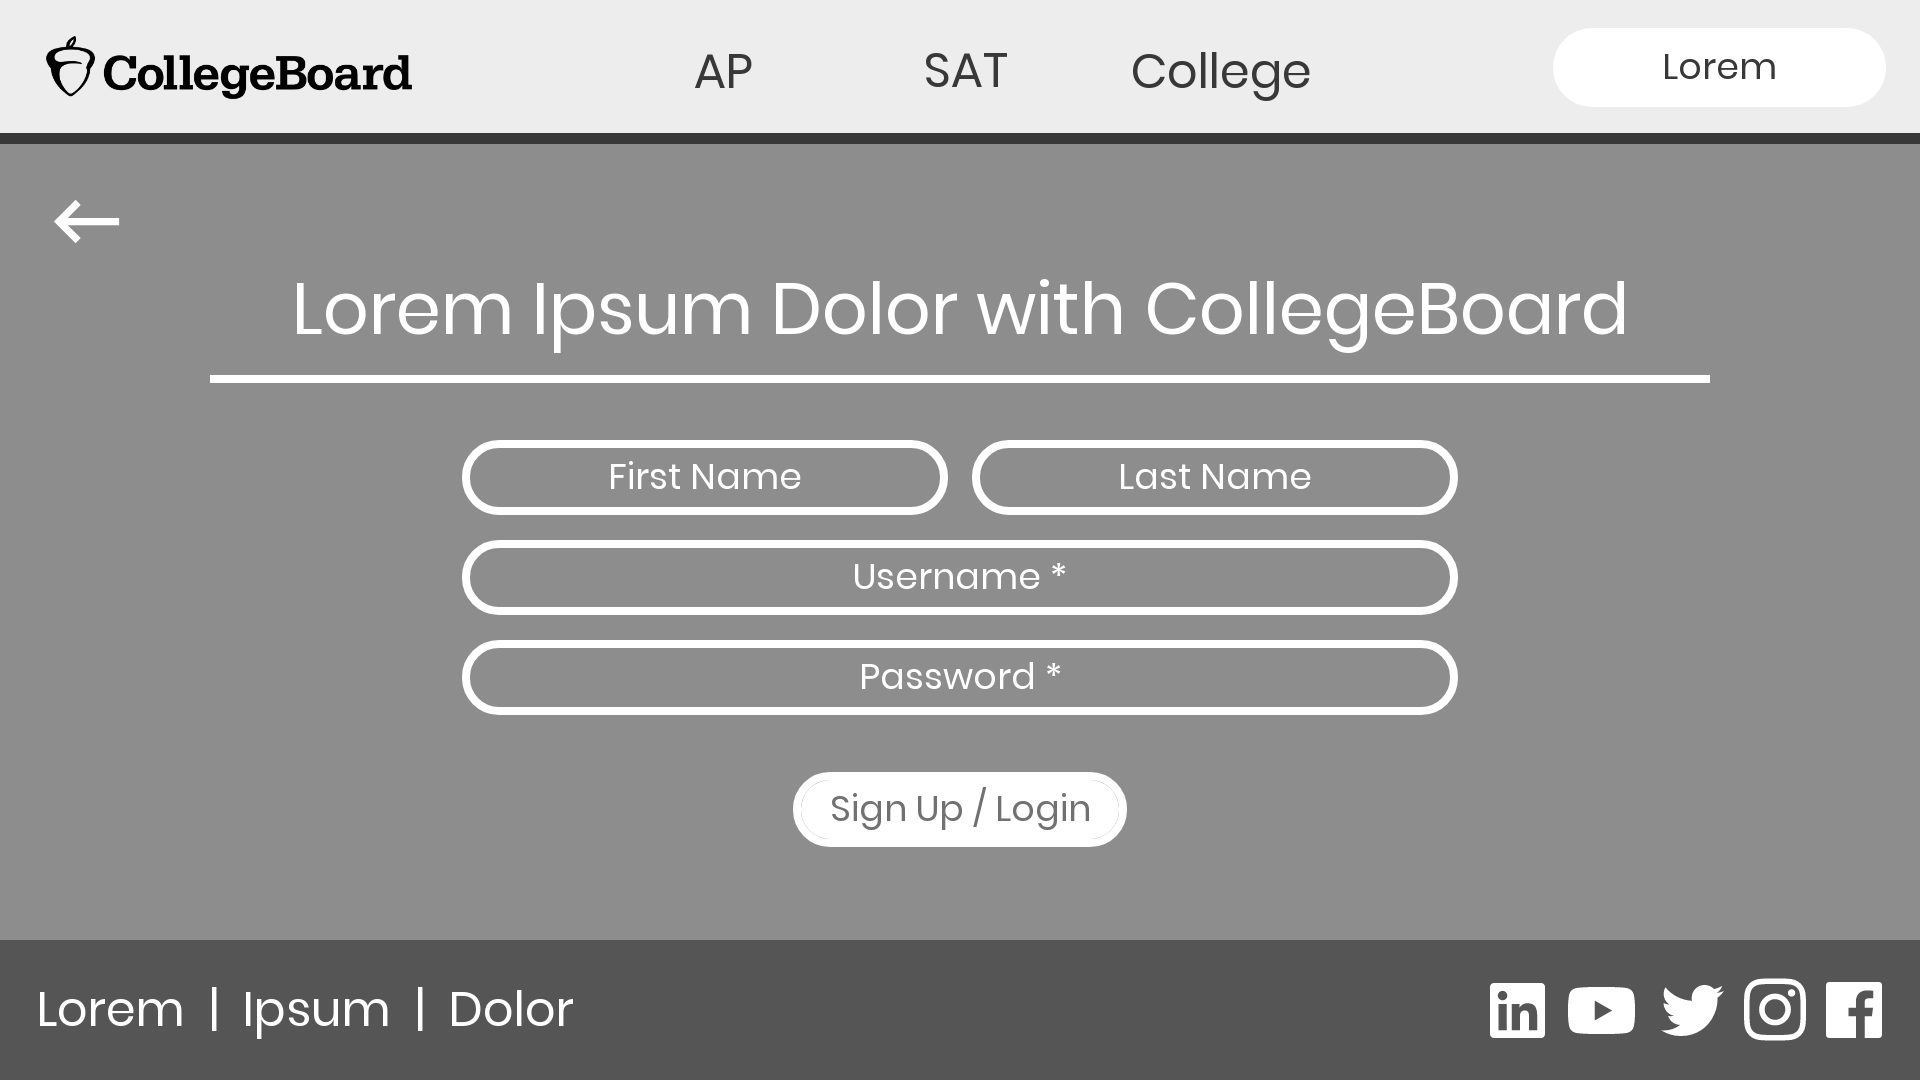 CollegeBoard
AP SAT College
Lorem
Lorem Ipsum Dolor with CollegeBoard
First Name
Last Name
Username *
Password *
Sign Up / Login
Lorem | Ipsum | Dolor